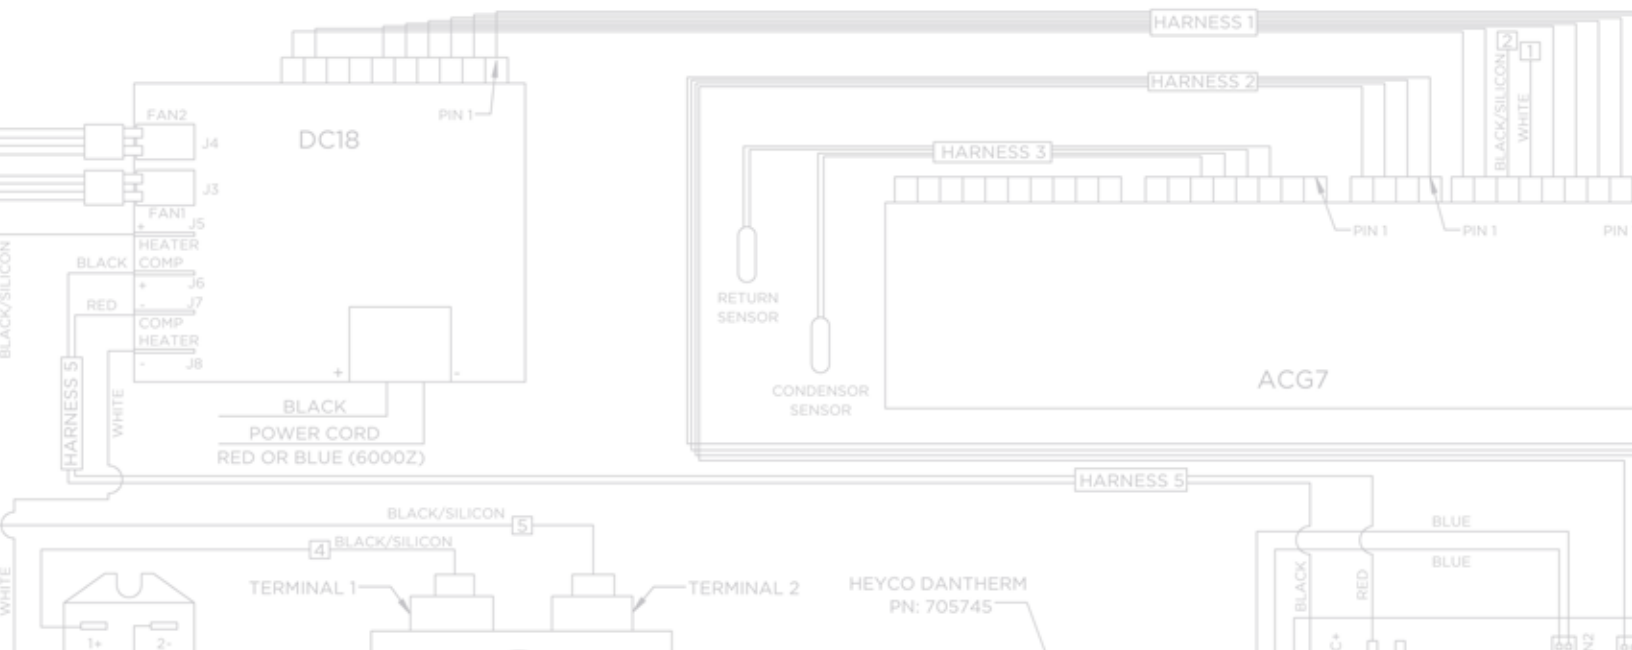 HARNESS 1
2
1
HARNESS 2
BLACK/SILICON
WHITE
FAN2
PIN 1
DC18
J4
HARNESS 3
J3
FAN1
+
J5
HEATER
PIN 1
PIN 1
PIN
BLACK/SILICON
BLACK
COMP
+
J6
RED
-
J7
COMP
RETURN
SENSOR
HEATER
-
J8
+
-
ACG7
HARNESS 5
WHITE
CONDENSOR
SENSOR
BLACK
POWER CORD
RED OR BLUE (6000Z)
HARNESS 5
BLACK/SILICON
5
BLUE
4
BLACK/SILICON
BLUE
WHITE
TERMINAL 1
TERMINAL 2
HEYCO DANTHERM
PN: 705745
BLACK
RED
1+
2-
C+
N2